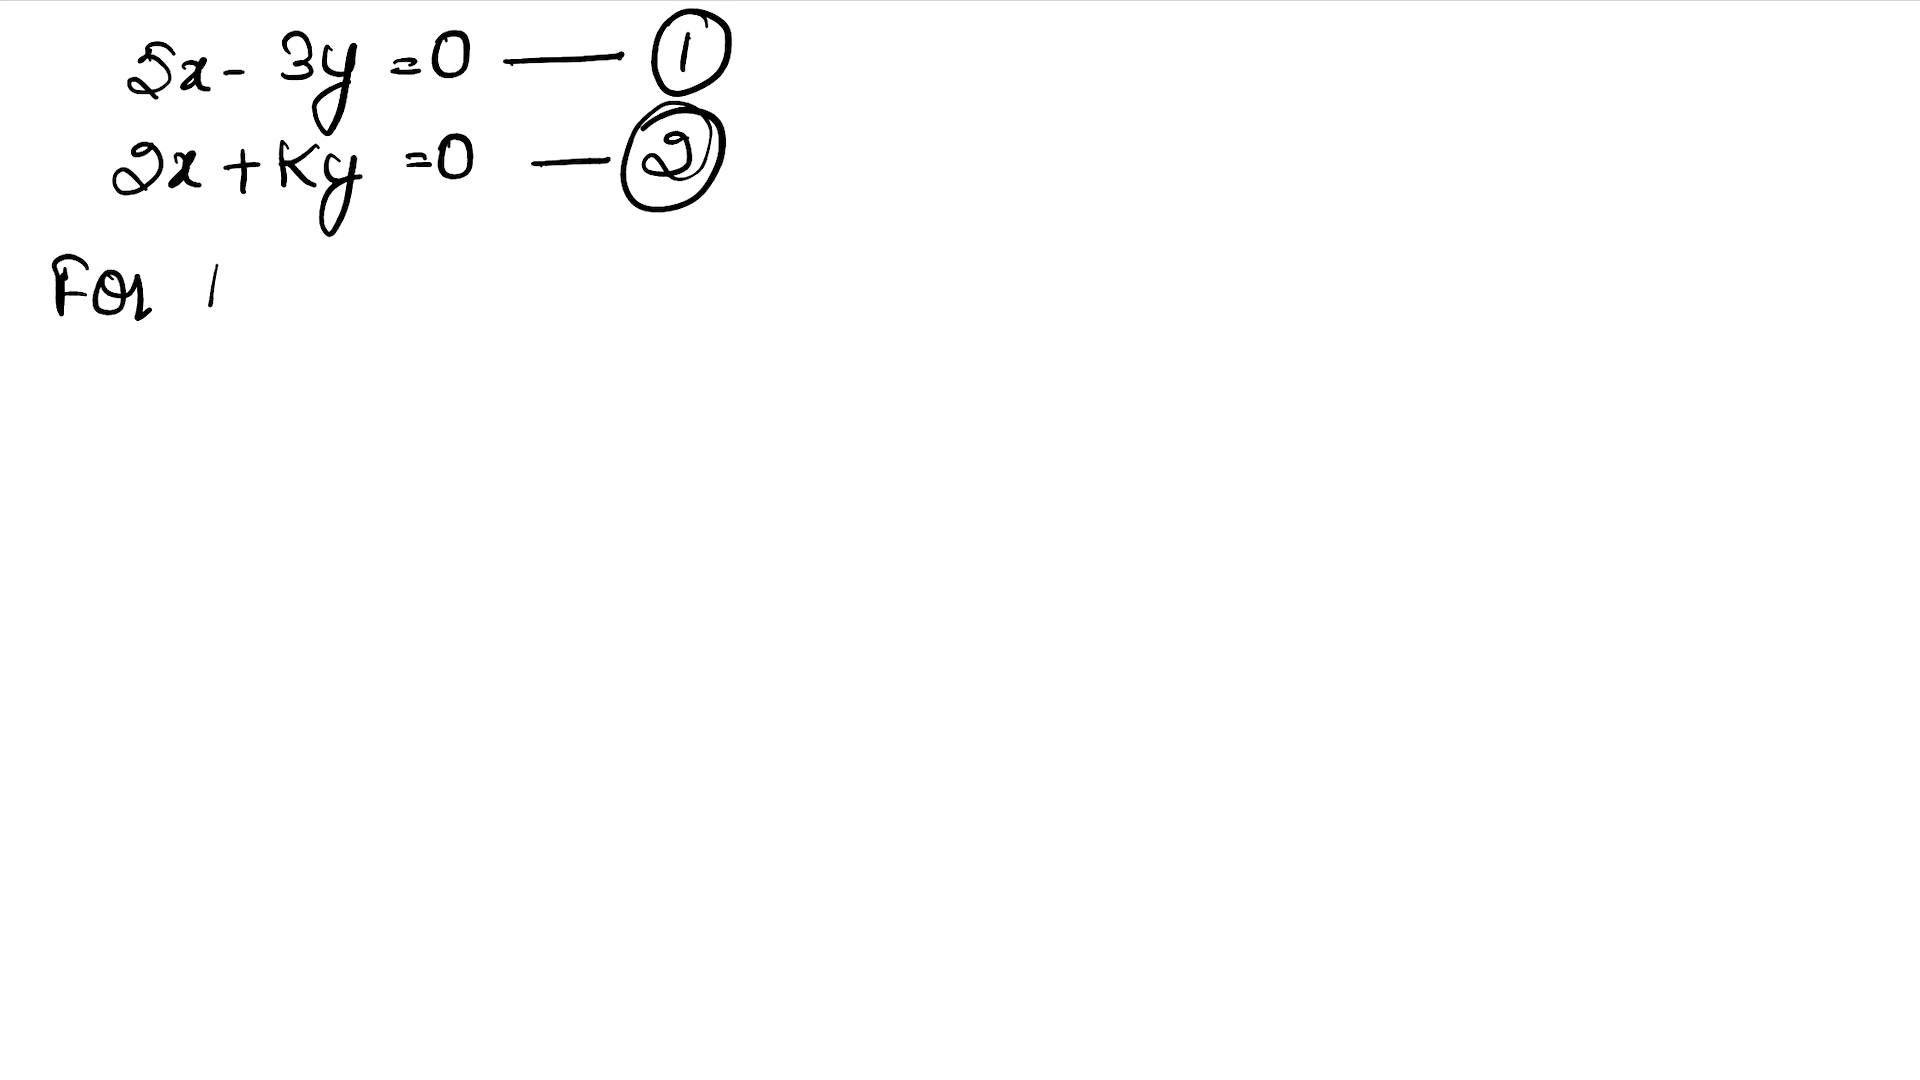 5x - 3y = 0 — 1
2x + Ky = 0 — 2
For